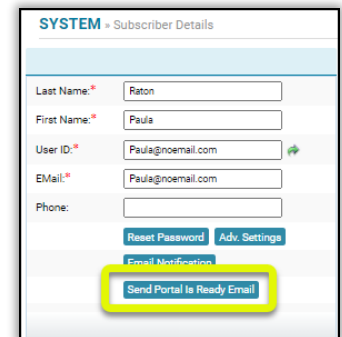 SYSTEM » Subscriber Details
Last Name:* Raton
First Name:* Paula
User ID:* Paula@noemail.com
EMail:* Paula@noemail.com
Phone:
Reset Password Adv. Settings
Email Notification
Send Portal Is Ready Email